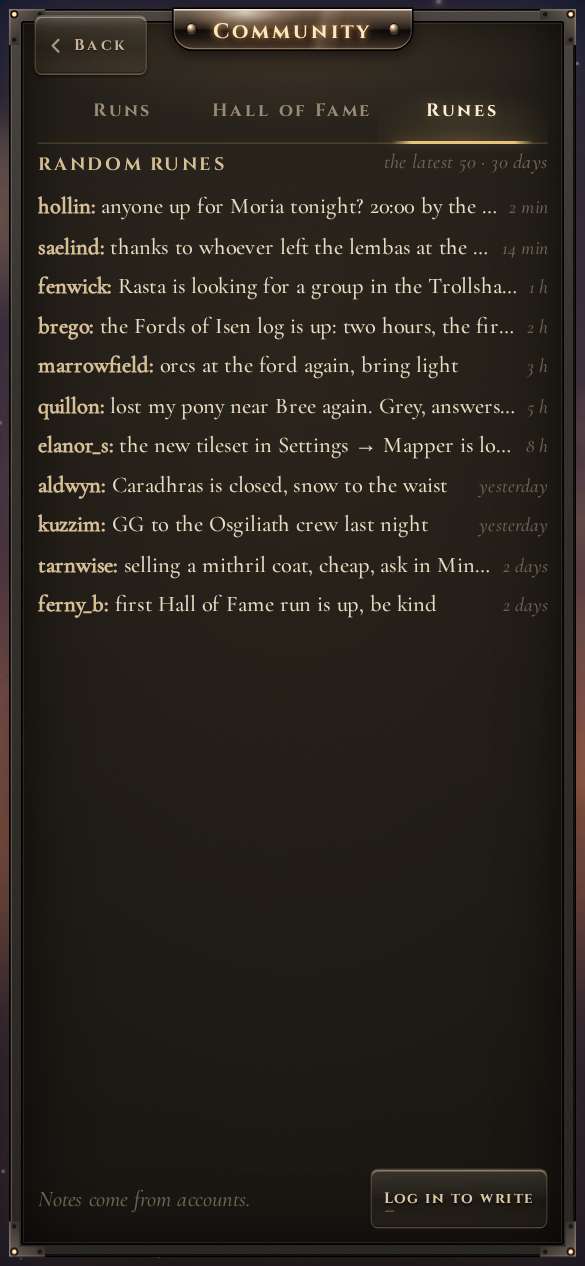 Back
Community
Runs Hall of Fame Runes
RANDOM RUNES the latest 50 · 30 days
hollin: anyone up for Moria tonight? 20:00 by the ... 2 min
saelind: thanks to whoever left the lembas at the ... 14 min
fenwick: Rasta is looking for a group in the Trollsha... 1 h
brego: the Fords of Isen log is up: two hours, the fir... 2 h
marrowfield: orcs at the ford again, bring light 3 h
quillon: lost my pony near Bree again. Grey, answers... 5 h
elanor_s: the new tileset in Settings → Mapper is lo... 8 h
aldwyn: Caradhras is closed, snow to the waist yesterday
kuzzim: GG to the Osgiliath crew last night yesterday
tarnwise: selling a mithril coat, cheap, ask in Min... 2 days
ferny_b: first Hall of Fame run is up, be kind 2 days
Notes come from accounts. Log in to write